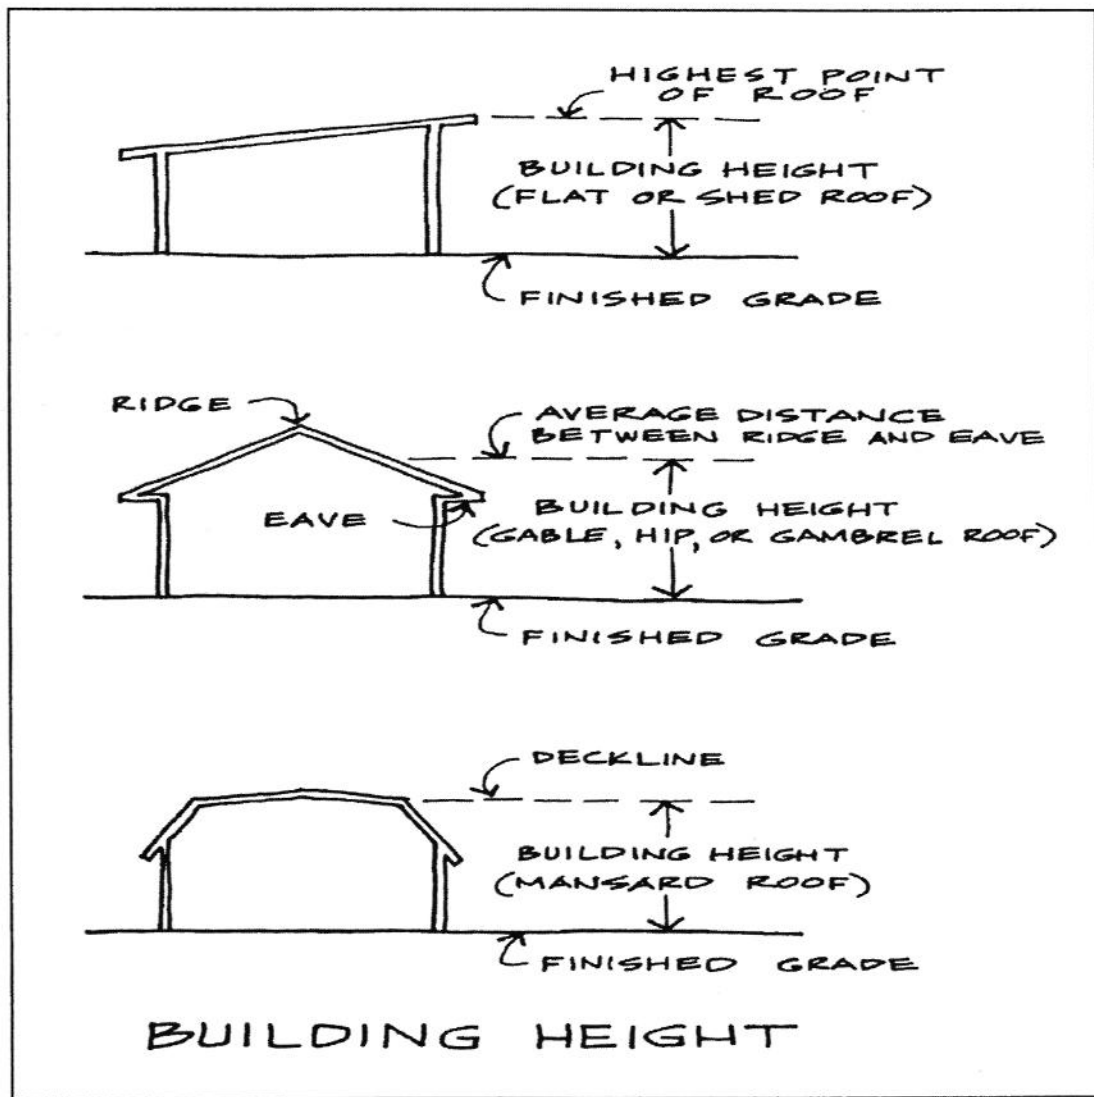 HIGHEST POINT
OF ROOF
BUILDING HEIGHT
(FLAT OR SHED ROOF)
FINISHED GRADE
RIDGE
AVERAGE DISTANCE
BETWEEN RIDGE AND EAVE
EAVE
BUILDING HEIGHT
(GABLE, HIP, OR GAMBREL ROOF)
FINISHED GRADE
DECKLINE
BUILDING HEIGHT
(MANSARD ROOF)
FINISHED GRADE
BUILDING HEIGHT